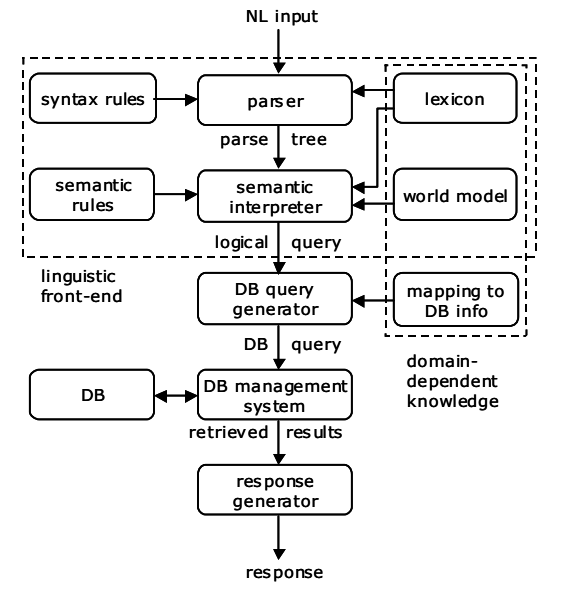 NL input
syntax rules
parser
lexicon
parse tree
semantic
rules
semantic
interpreter
world model
logical query
linguistic
front-end
DB query
generator
mapping to
DB info
DB query
domain-
dependent
knowledge
DB
DB management
system
retrieved results
response
generator
response